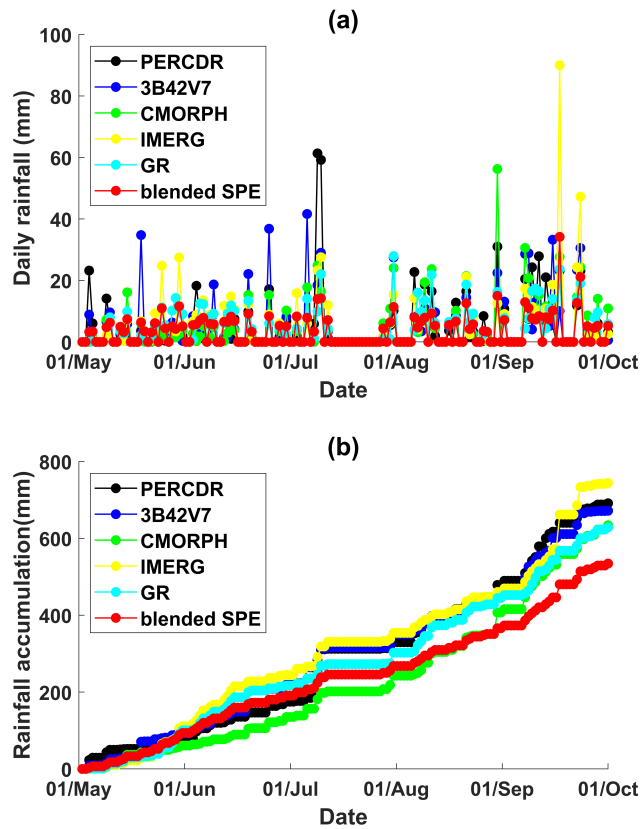 (a)
100
80
60
40
20
0
Daily rainfall (mm)
PERCDR
3B42V7
CMORPH
IMERG
GR
blended SPE
01/May 01/Jun 01/Jul 01/Aug 01/Sep 01/Oct
Date
(b)
800
600
400
200
0
Rainfall accumulation(mm)
PERCDR
3B42V7
CMORPH
IMERG
GR
blended SPE
01/May 01/Jun 01/Jul 01/Aug 01/Sep 01/Oct
Date